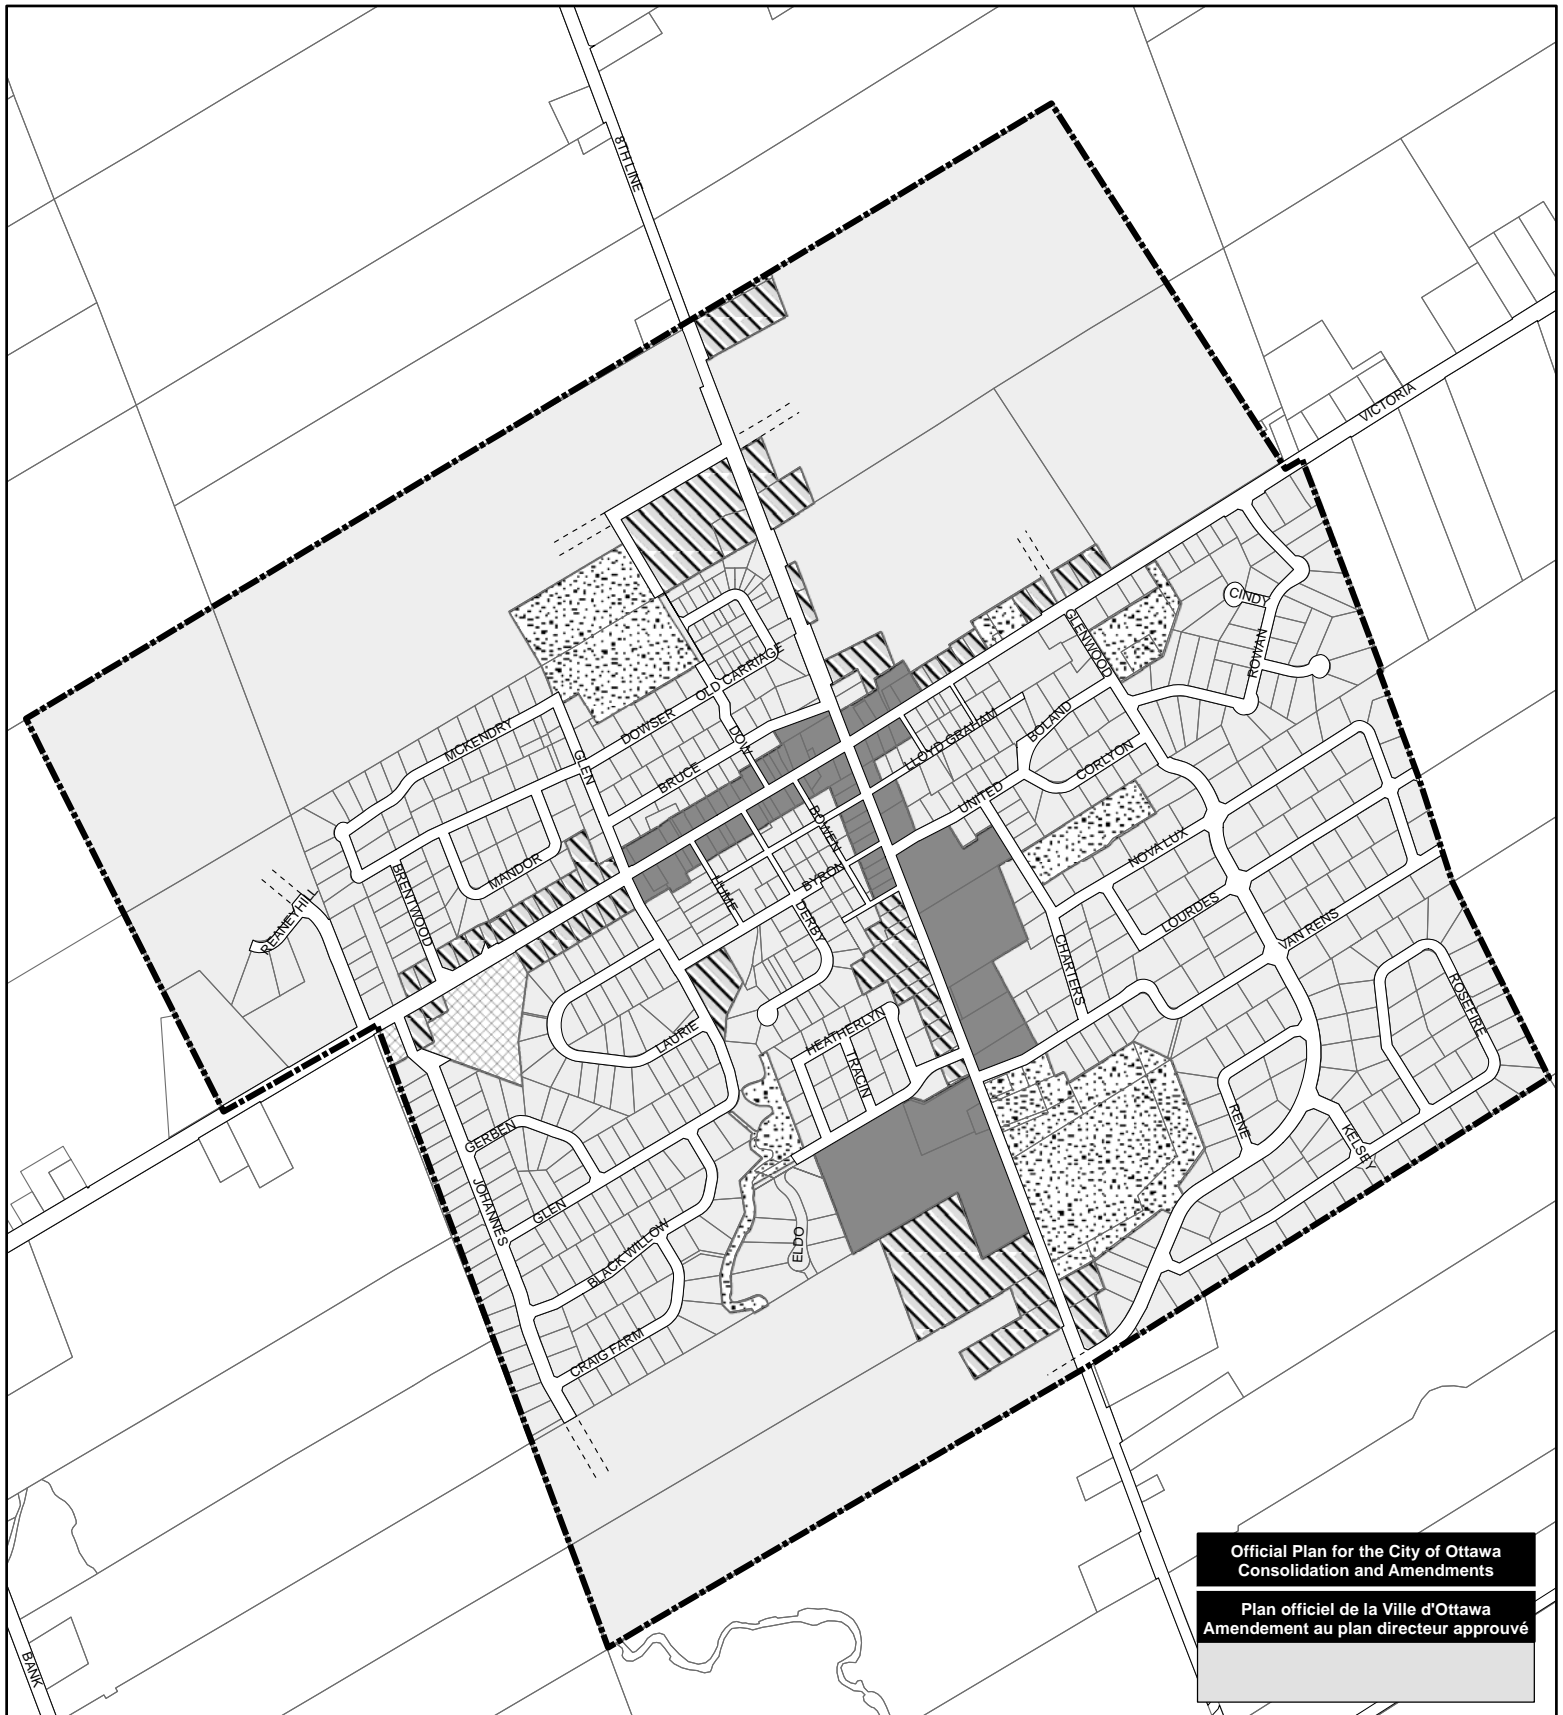 8TH LINE
VICTORIA
CINDY
GLENWOOD
ROWAN
OLD CARRIAGE
MCKENDRY
DOWSER
DOW
BOLAND
LLOYD GRAHAM
GLEN
CORLYON
BRUCE
UNITED
BOWEN
NOVA LUX
MANDOR
BYRON
BRENTWOOD
HUME
REANEY HILL
DERBY
LOURDES
VAN RENS
CHARTERS
ROSEFIRE
HEATHERLYN
LAURIE
TRACIN
RENE
GERBEN
KELSEY
JOHANNES
GLEN
ELDO
BLACK WILLOW
CRAIG FARM
BANK
Official Plan for the City of Ottawa
Consolidation and Amendments
Plan officiel de la Ville d'Ottawa
Amendement au plan directeur approuvé